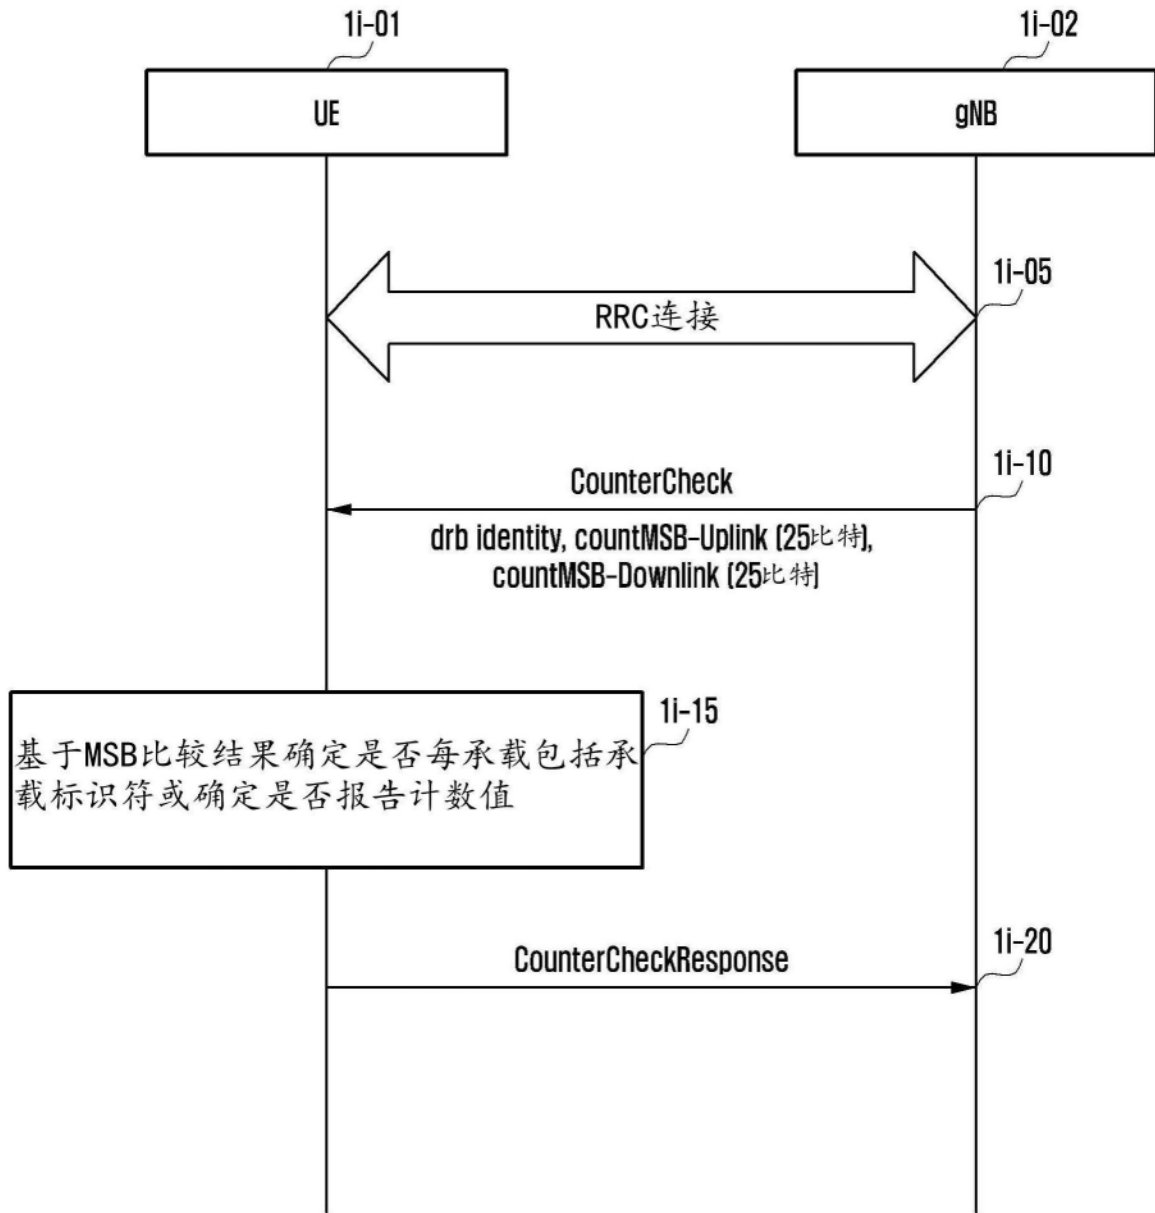 1i-01
1i-02
UE
gNB
1i-05
RRC连接
1i-10
CounterCheck
drb identity, countMSB-Uplink (25比特),
countMSB-Downlink (25比特)
1i-15
基于MSB比较结果确定是否每承载包括承
载标识符或确定是否报告计数值
1i-20
CounterCheckResponse